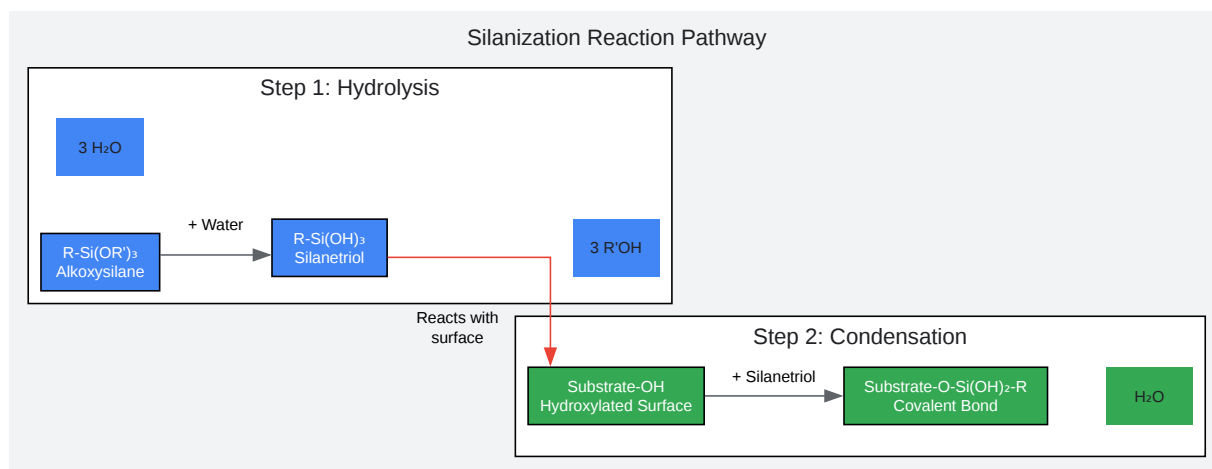 Silanization Reaction Pathway
Step 1: Hydrolysis
3 H₂O
+ Water
R-Si(OR')₃
Alkoxysilane
R-Si(OH)₃
Silanetriol
3 R'OH
Reacts with
surface
Step 2: Condensation
Substrate-OH
Hydroxylated Surface
+ Silanetriol
Substrate-O-Si(OH)₂-R
Covalent Bond
H₂O